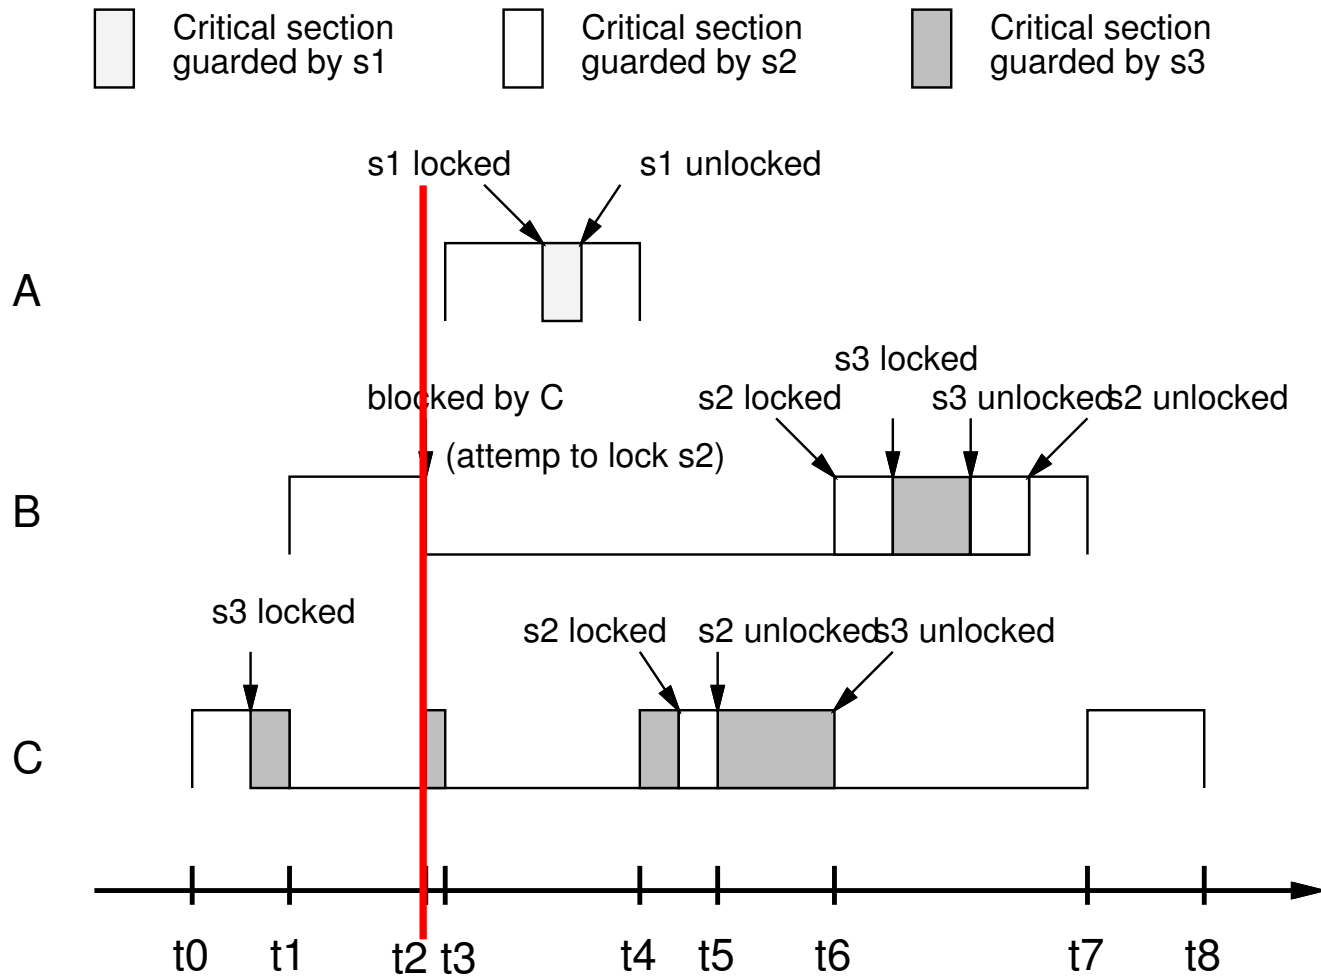 Critical section
guarded by s1
Critical section
guarded by s2
Critical section
guarded by s3
s1 locked
s1 unlocked
A
s3 locked
blocked by C
s2 locked
s3 unlocked
s2 unlocked
(attemp to lock s2)
B
s3 locked
s2 locked
s2 unlocked
s3 unlocked
C
t0 t1 t2 t3 t4 t5 t6 t7 t8